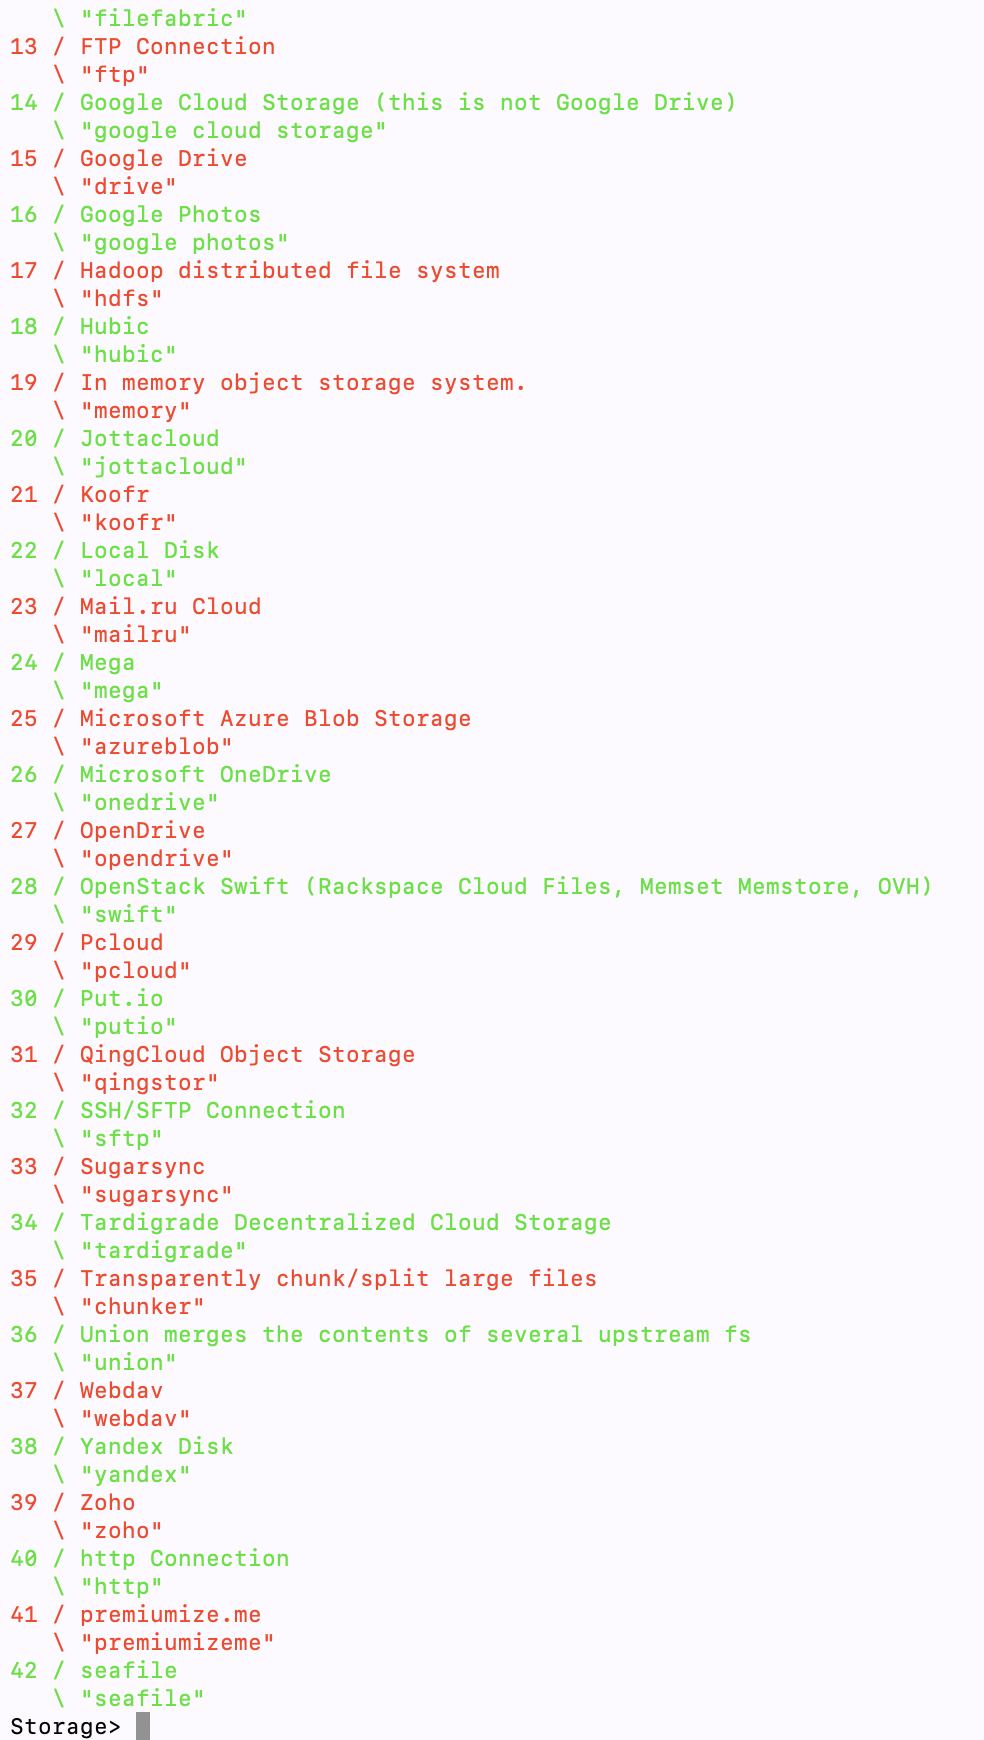 \ "filefabric"
13 / FTP Connection
\ "ftp"
14 / Google Cloud Storage (this is not Google Drive)
\ "google cloud storage"
15 / Google Drive
\ "drive"
16 / Google Photos
\ "google photos"
17 / Hadoop distributed file system
\ "hdfs"
18 / Hubic
\ "hubic"
19 / In memory object storage system.
\ "memory"
20 / Jottacloud
\ "jottacloud"
21 / Koofr
\ "koofr"
22 / Local Disk
\ "local"
23 / Mail.ru Cloud
\ "mailru"
24 / Mega
\ "mega"
25 / Microsoft Azure Blob Storage
\ "azureblob"
26 / Microsoft OneDrive
\ "onedrive"
27 / OpenDrive
\ "opendrive"
28 / OpenStack Swift (Rackspace Cloud Files, Memset Memstore, OVH)
\ "swift"
29 / Pcloud
\ "pcloud"
30 / Put.io
\ "putio"
31 / QingCloud Object Storage
\ "qingstor"
32 / SSH/SFTP Connection
\ "sftp"
33 / Sugarsync
\ "sugarsync"
34 / Tardigrade Decentralized Cloud Storage
\ "tardigrade"
35 / Transparently chunk/split large files
\ "chunker"
36 / Union merges the contents of several upstream fs
\ "union"
37 / Webdav
\ "webdav"
38 / Yandex Disk
\ "yandex"
39 / Zoho
\ "zoho"
40 / http Connection
\ "http"
41 / premiumize.me
\ "premiumizeme"
42 / seafile
\ "seafile"
Storage>